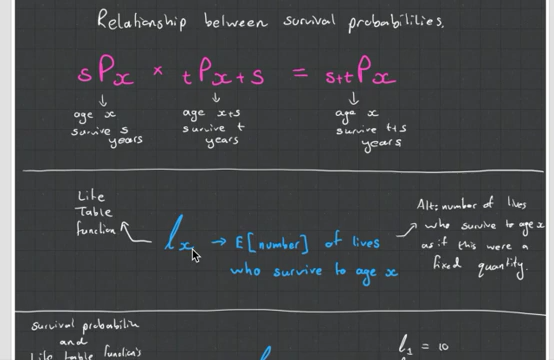 Relationship between survival probabilities.
sPx × tPx+s = s+tPx
age x
survive s
years
age x+s
survive t
years
age x
survive t+s
years
Life
Table
function
lx → E[number] of lives
who survive to age x
Alt: number of lives
who survive to age x
as if this were a
fixed quantity.
survival probabilities
and
Life table function's
l1 = 10